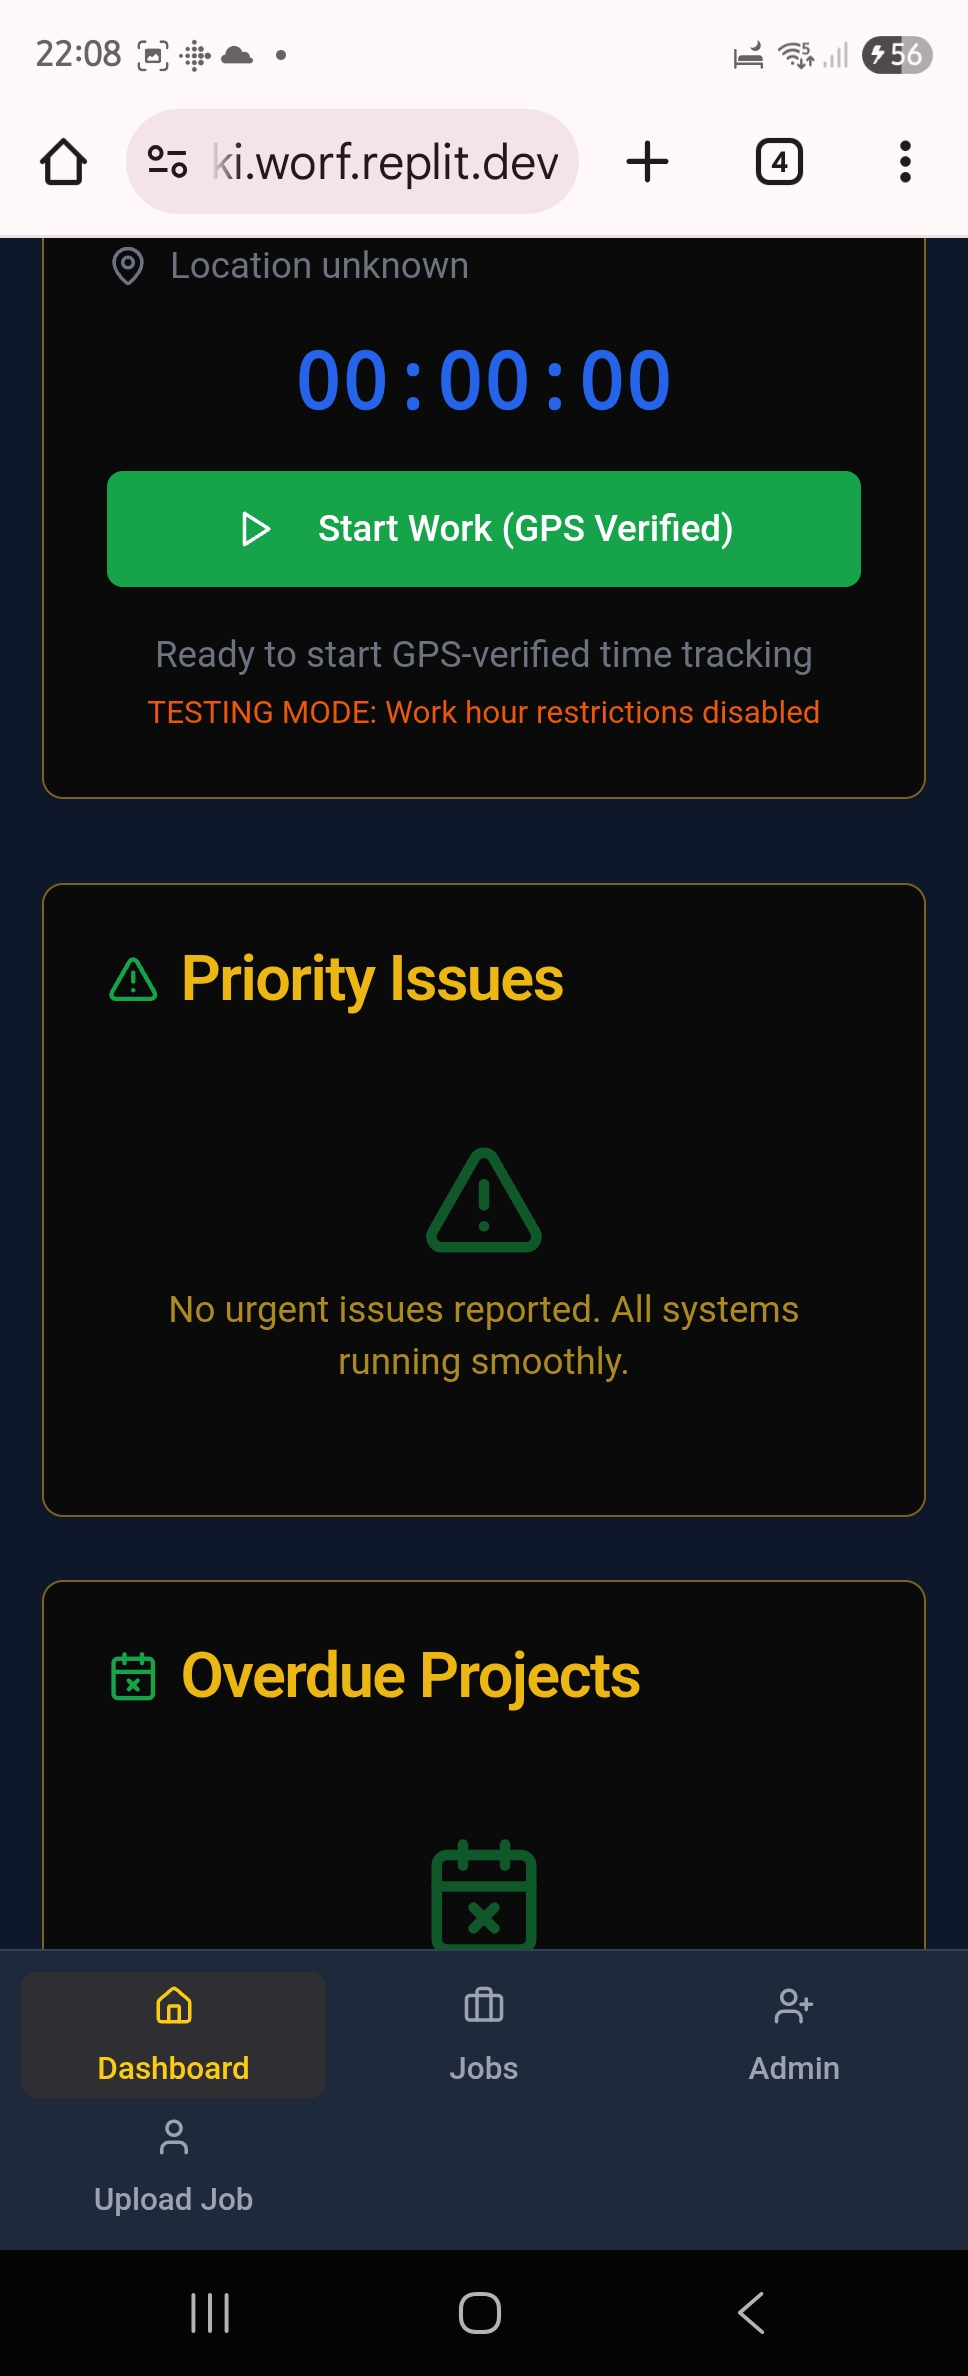 22:08
5
56
ki.worf.replit.dev
4
Location unknown
00:00:00
Start Work (GPS Verified)
Ready to start GPS-verified time tracking
TESTING MODE: Work hour restrictions disabled
Priority Issues
No urgent issues reported. All systems
running smoothly.
Overdue Projects
Dashboard
Jobs
Admin
Upload Job